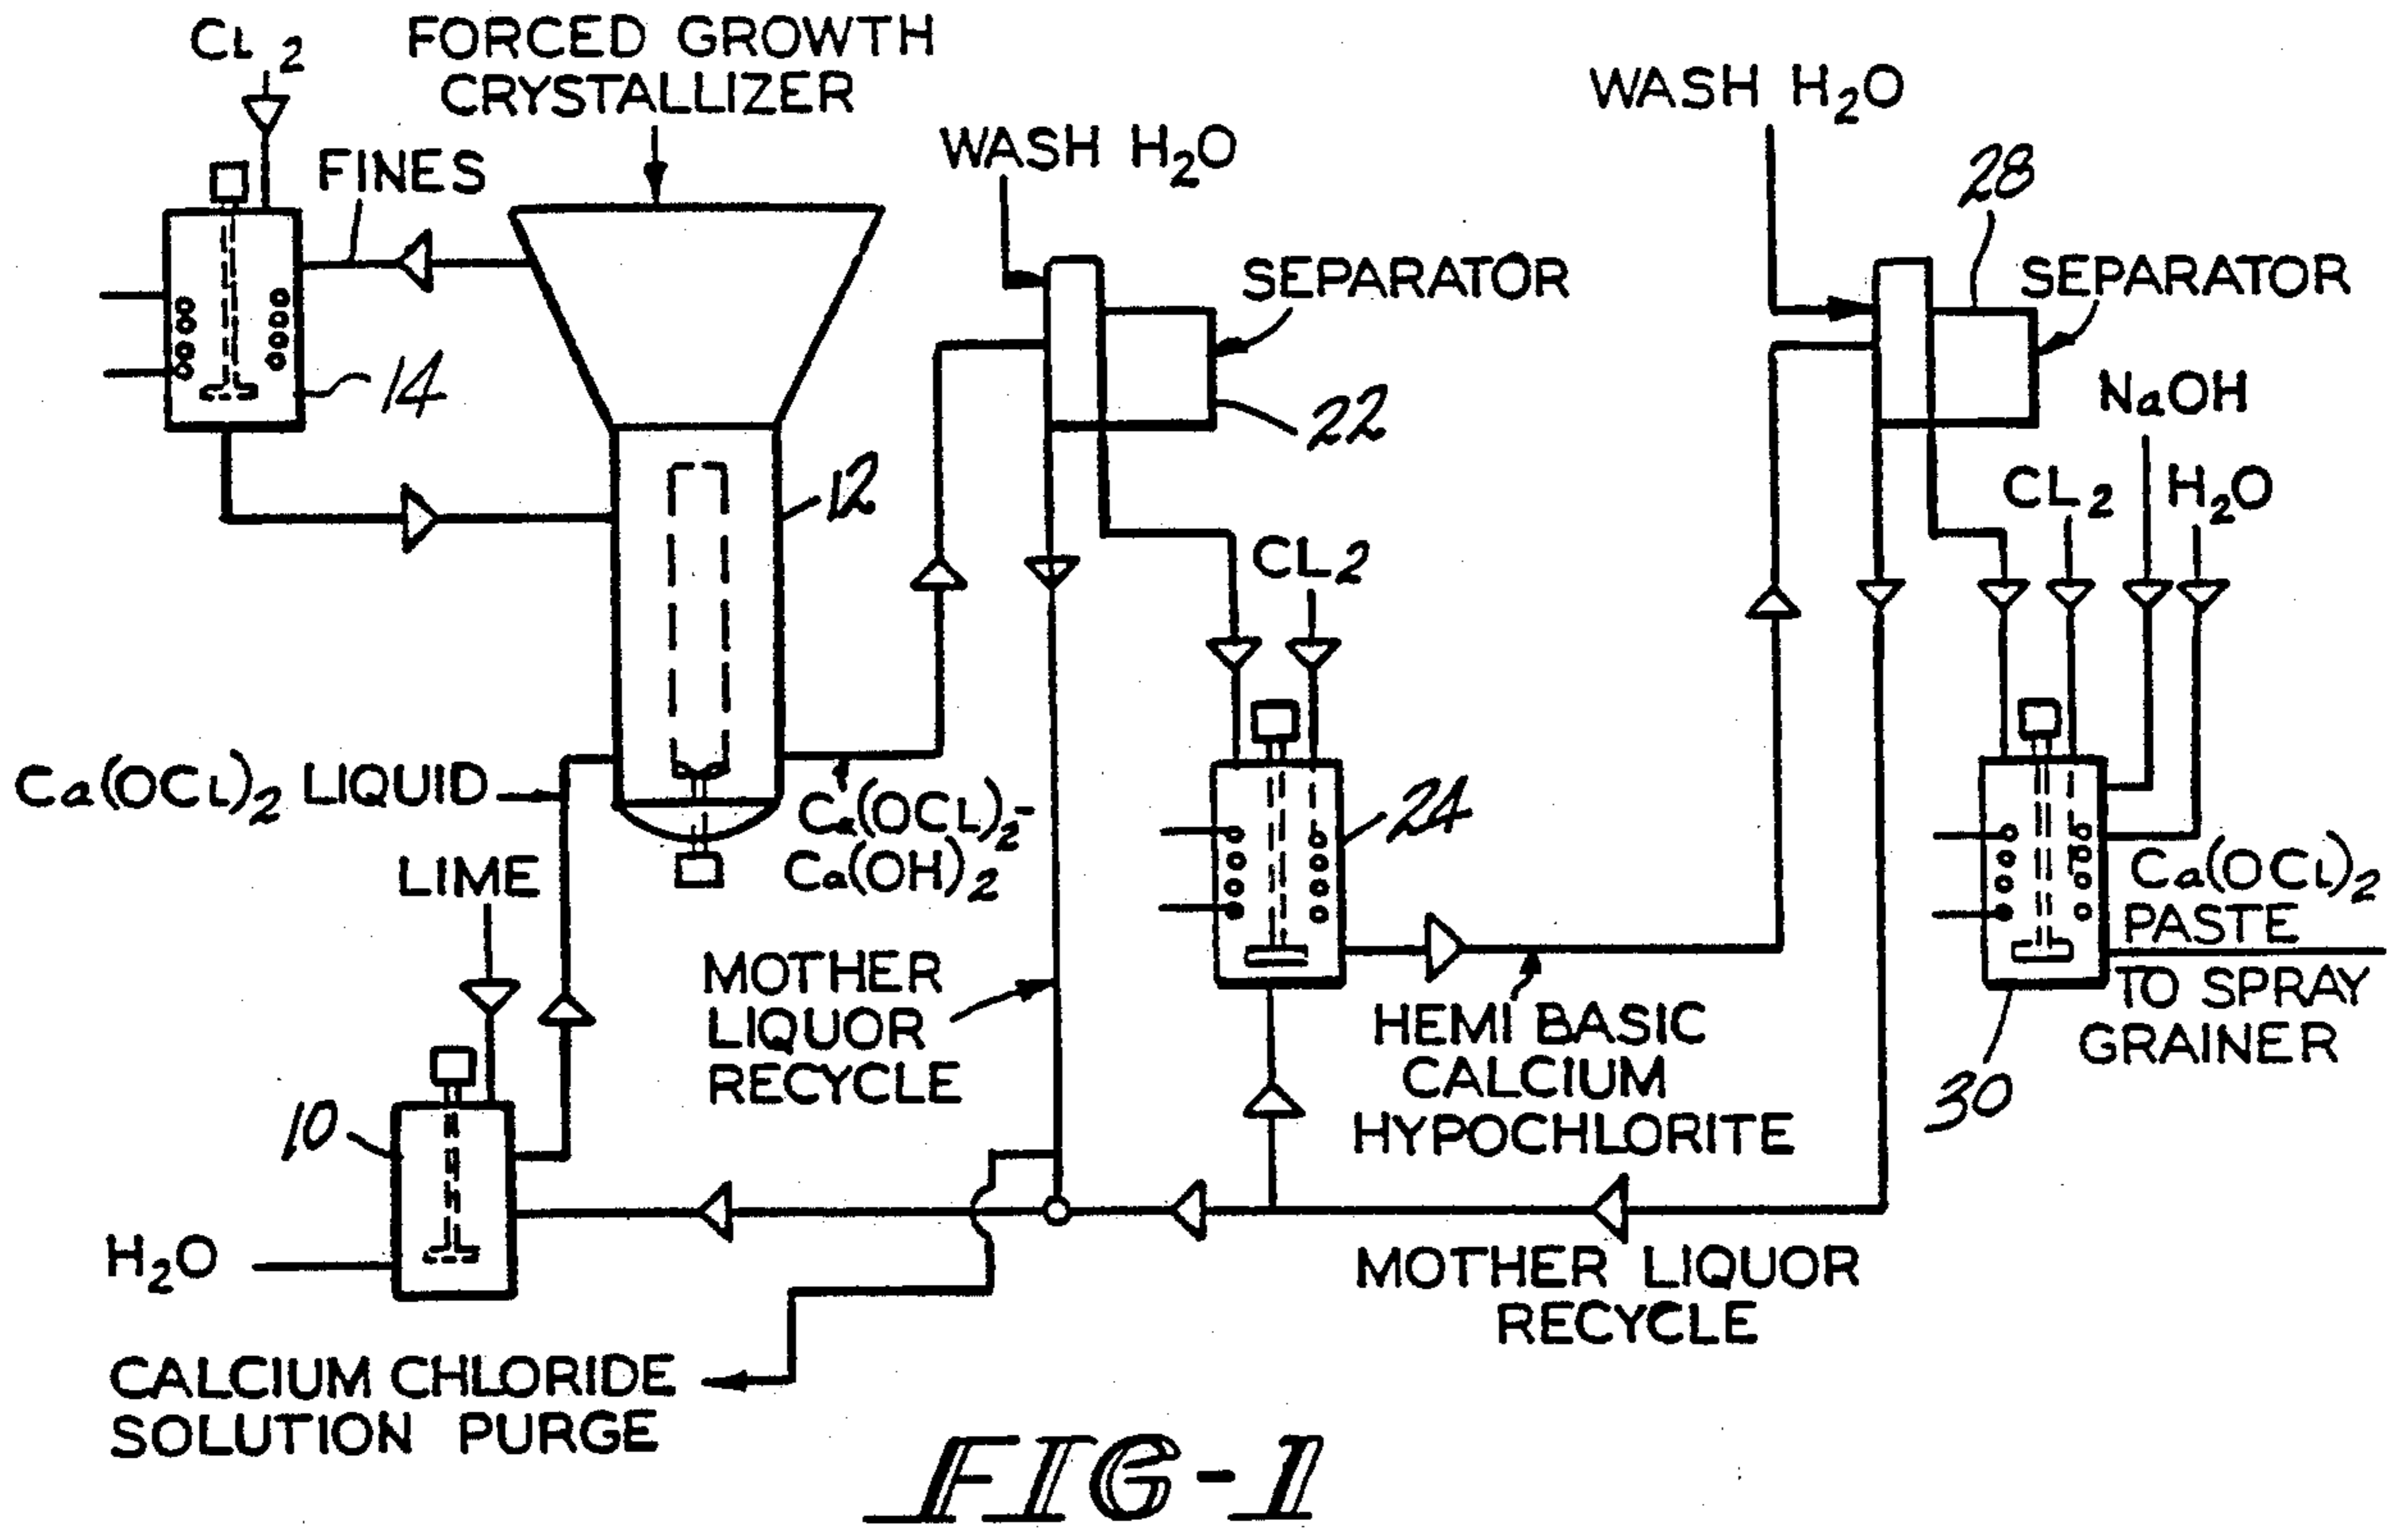 CL 2
FORCED GROWTH
CRYSTALLIZER
WASH H2O
WASH H2O
FINES
28
SEPARATOR
SEPARATOR
14
NaOH
22
12
CL 2
H2O
CL2
Ca(OCL)2 LIQUID
Ca(OCL)2-
Ca(OH)2
24
LIME
Ca(OCL)2
PASTE
TO SPRAY
GRAINER
MOTHER
LIQUOR
RECYCLE
HEMI BASIC
CALCIUM
HYPOCHLORITE
10
30
H2O
MOTHER LIQUOR
RECYCLE
CALCIUM CHLORIDE
SOLUTION PURGE
FIG-1